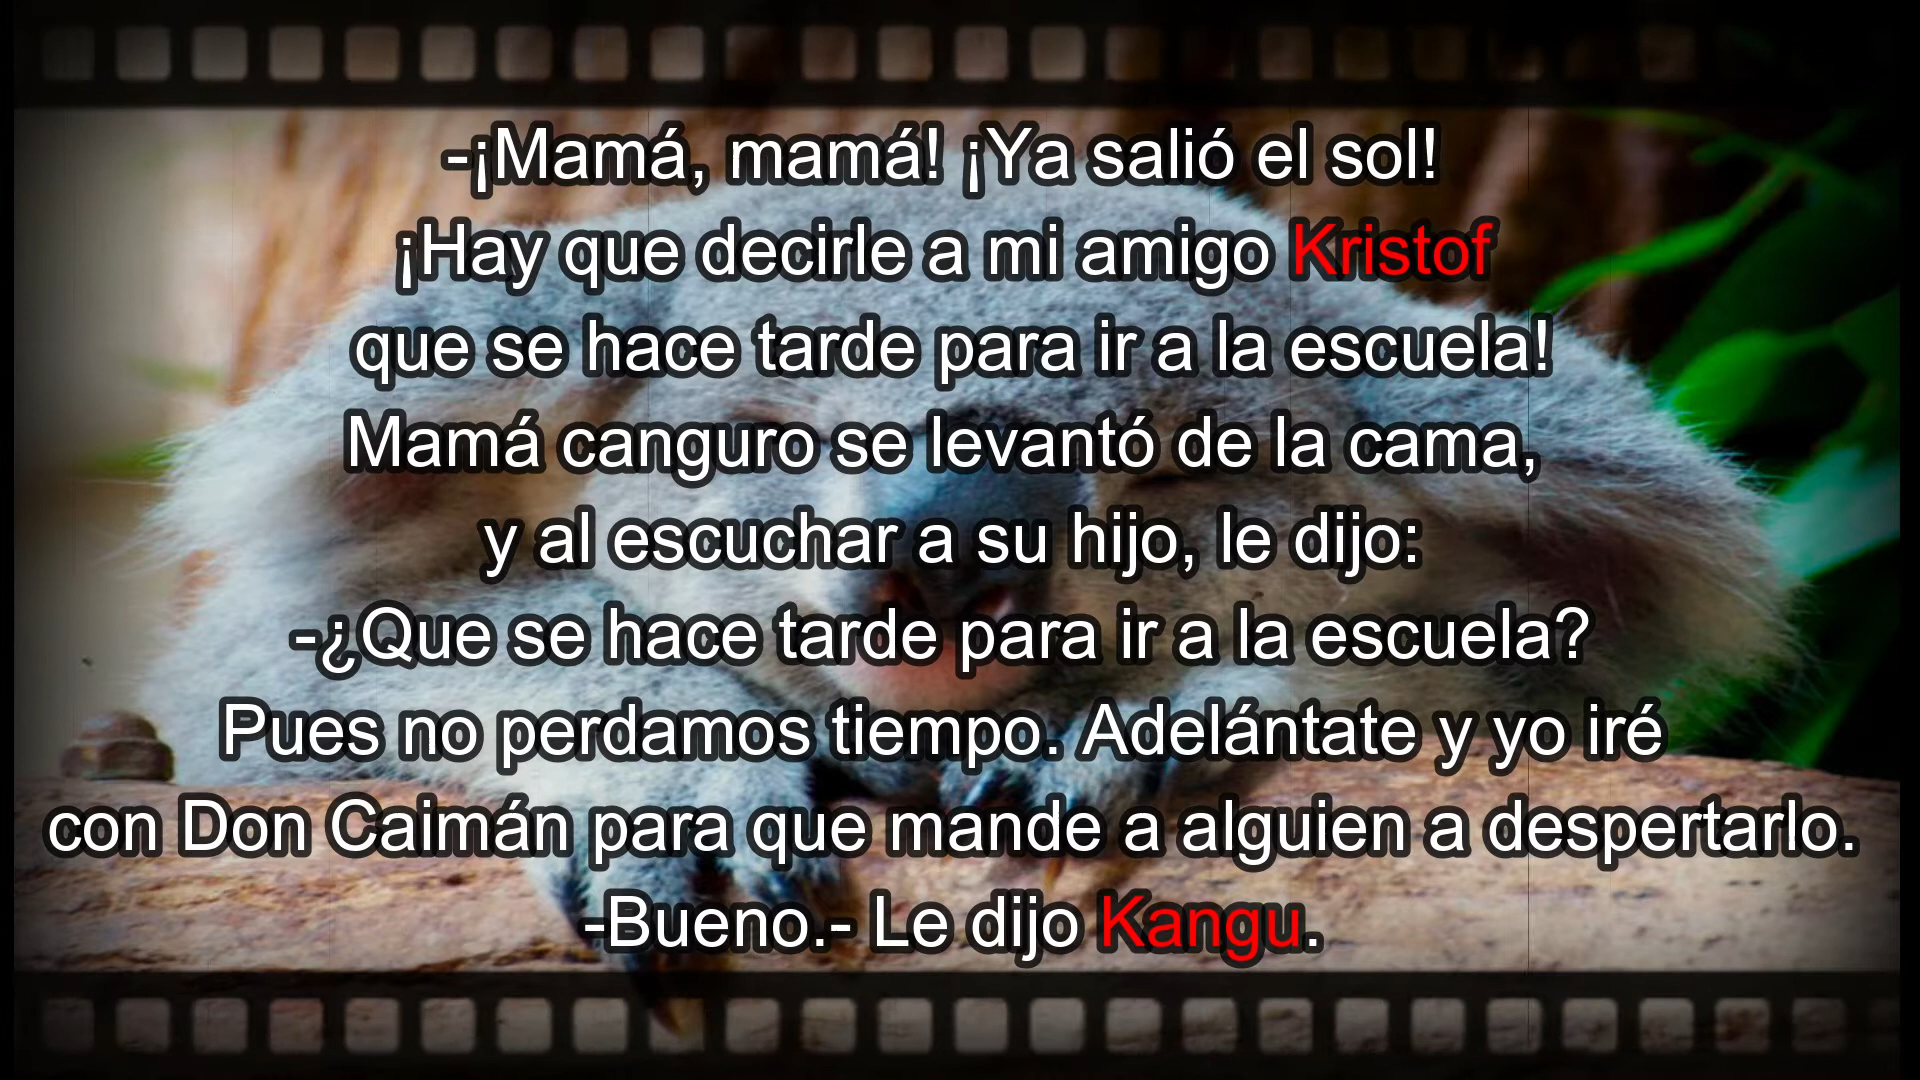 -¡Mamá, mamá! ¡Ya salió el sol!
¡Hay que decirle a mi amigo Kristof
que se hace tarde para ir a la escuela!
Mamá canguro se levantó de la cama,
y al escuchar a su hijo, le dijo:
-¿Que se hace tarde para ir a la escuela?
Pues no perdamos tiempo. Adelántate y yo iré
con Don Caimán para que mande a alguien a despertarlo.
-Bueno.- Le dijo Kangu.